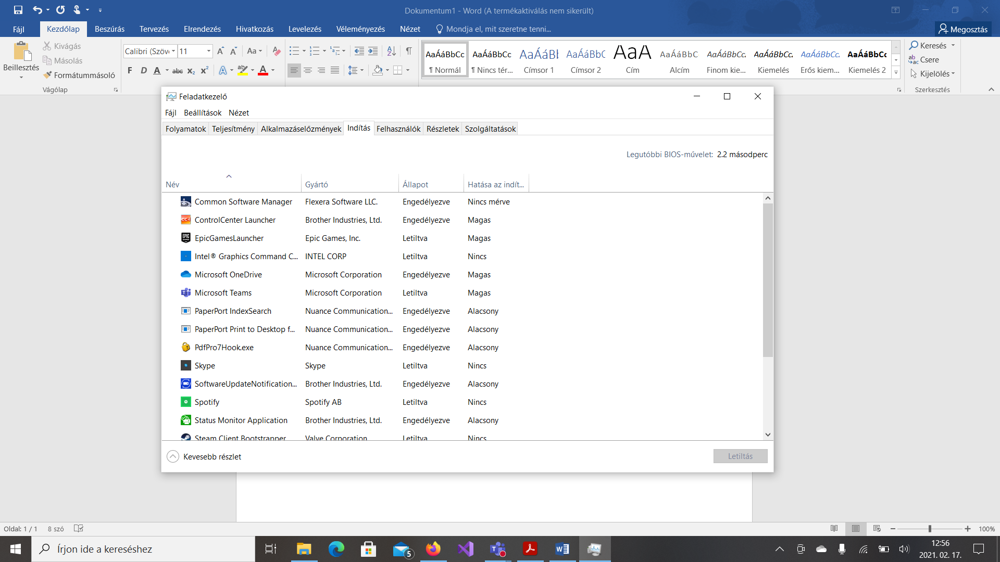 Dokumentum1 - Word (A termékaktiválás nem sikerült)
Fájl Kezdőlap Beszúrás Tervezés Elrendezés Hivatkozás Levelezés Véleményezés Nézet Mondja el, mit szeretne tenni... Megosztás
Beillesztés
Kivágás
Másolás
Formátummásoló
Vágólap
Calibri (Szöv 11
AaÁáBbCc AaÁáBbCc AaÁáBl AaÁáBbC AaA AaÁáBbC AaÁáBbCc. AaÁáBbCc. AaÁáBbCc. AaÁáBbCc
¶ Normál ¶ Nincs tér... Címsor 1 Címsor 2 Cím Alcím Finom kie... Kiemelés Erős kiem... Kiemelés 2
Keresés
Csere
Kijelölés
Szerkesztés
Feladatkezelő
Fájl Beállítások Nézet
Folyamatok Teljesítmény Alkalmazáselőzmények Indítás Felhasználók Részletek Szolgáltatások
Legutóbbi BIOS-művelet: 2.2 másodperc
Név Gyártó Állapot Hatása az indít...
Common Software Manager Flexera Software LLC. Engedélyezve Nincs mérve
ControlCenter Launcher Brother Industries, Ltd. Engedélyezve Magas
EpicGamesLauncher Epic Games, Inc. Letiltva Magas
Intel® Graphics Command C... INTEL CORP Letiltva Nincs
Microsoft OneDrive Microsoft Corporation Engedélyezve Magas
Microsoft Teams Microsoft Corporation Letiltva Magas
PaperPort IndexSearch Nuance Communication... Engedélyezve Alacsony
PaperPort Print to Desktop f... Nuance Communication... Engedélyezve Alacsony
PdfPro7Hook.exe Nuance Communication... Engedélyezve Alacsony
Skype Skype Letiltva Nincs
SoftwareUpdateNotification... Brother Industries, Ltd. Engedélyezve Alacsony
Spotify Spotify AB Letiltva Nincs
Status Monitor Application Brother Industries, Ltd. Engedélyezve Alacsony
Steam Client Bootstrapper Valve Corporation Letiltva Nincs
Kevesebb részlet Letiltás
Oldal: 1 / 1 8 szó 100%
Írjon ide a kereséshez
5
12:56
2021. 02. 17.